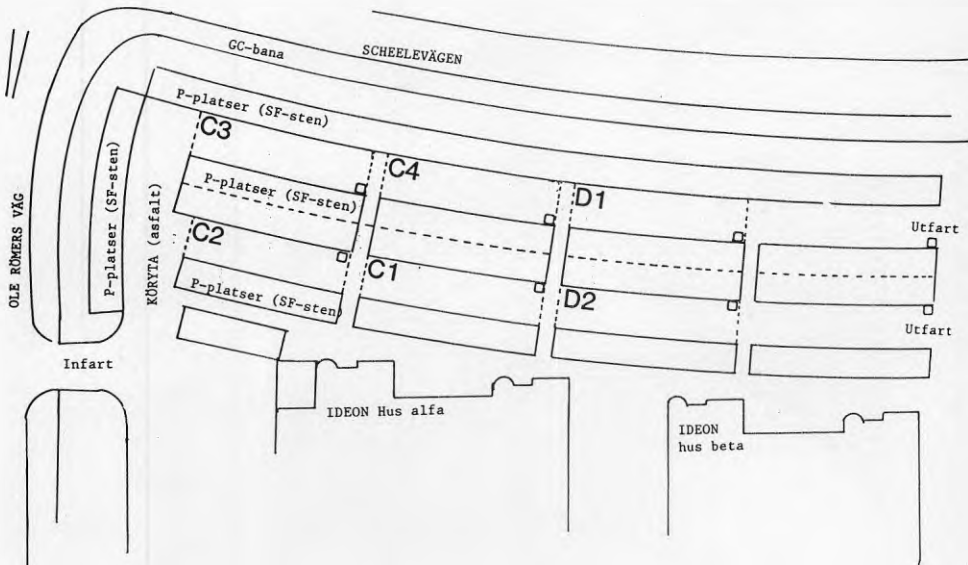 GC-bana
SCHEELEVÄGEN
P-platser (SF-sten)
C3
C4
P-platser (SF-sten)
D1
OLE RÖMERS VÄG
P-platser (SF-sten)
KÖRYTA (asfalt)
C2
C1
P-platser (SF-sten)
D2
Utfart
Utfart
Infart
IDEON Hus alfa
IDEON
hus beta